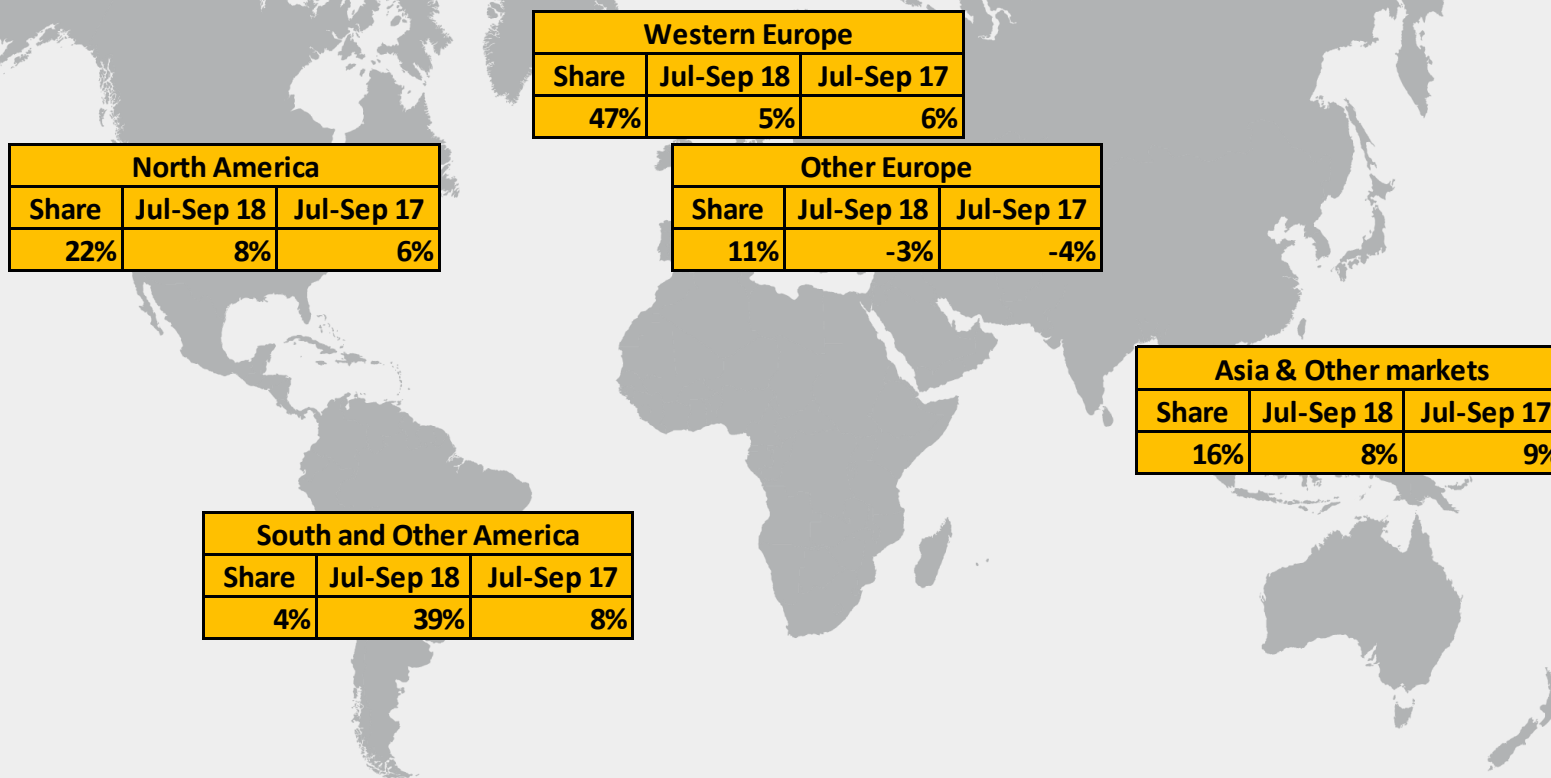 Western Europe
Share Jul-Sep 18 Jul-Sep 17
47% 5% 6%
North America
Share Jul-Sep 18 Jul-Sep 17
22% 8% 6%
Other Europe
Share Jul-Sep 18 Jul-Sep 17
11% -3% -4%
Asia & Other markets
Share Jul-Sep 18 Jul-Sep 17
16% 8% 9%
South and Other America
Share Jul-Sep 18 Jul-Sep 17
4% 39% 8%